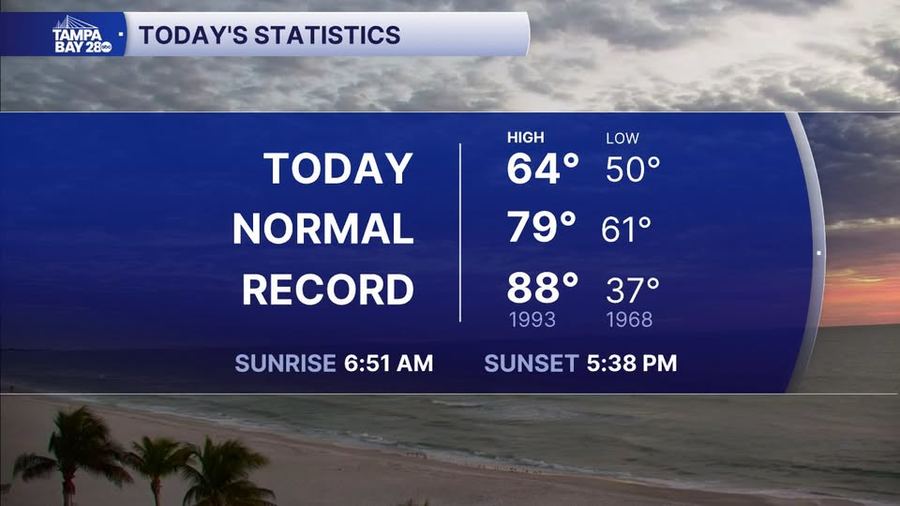 TAMPA
BAY 28 abc
TODAY'S STATISTICS
HIGH LOW
TODAY 64° 50°
NORMAL 79° 61°
RECORD 88° 37°
1993 1968
SUNRISE 6:51 AM SUNSET 5:38 PM